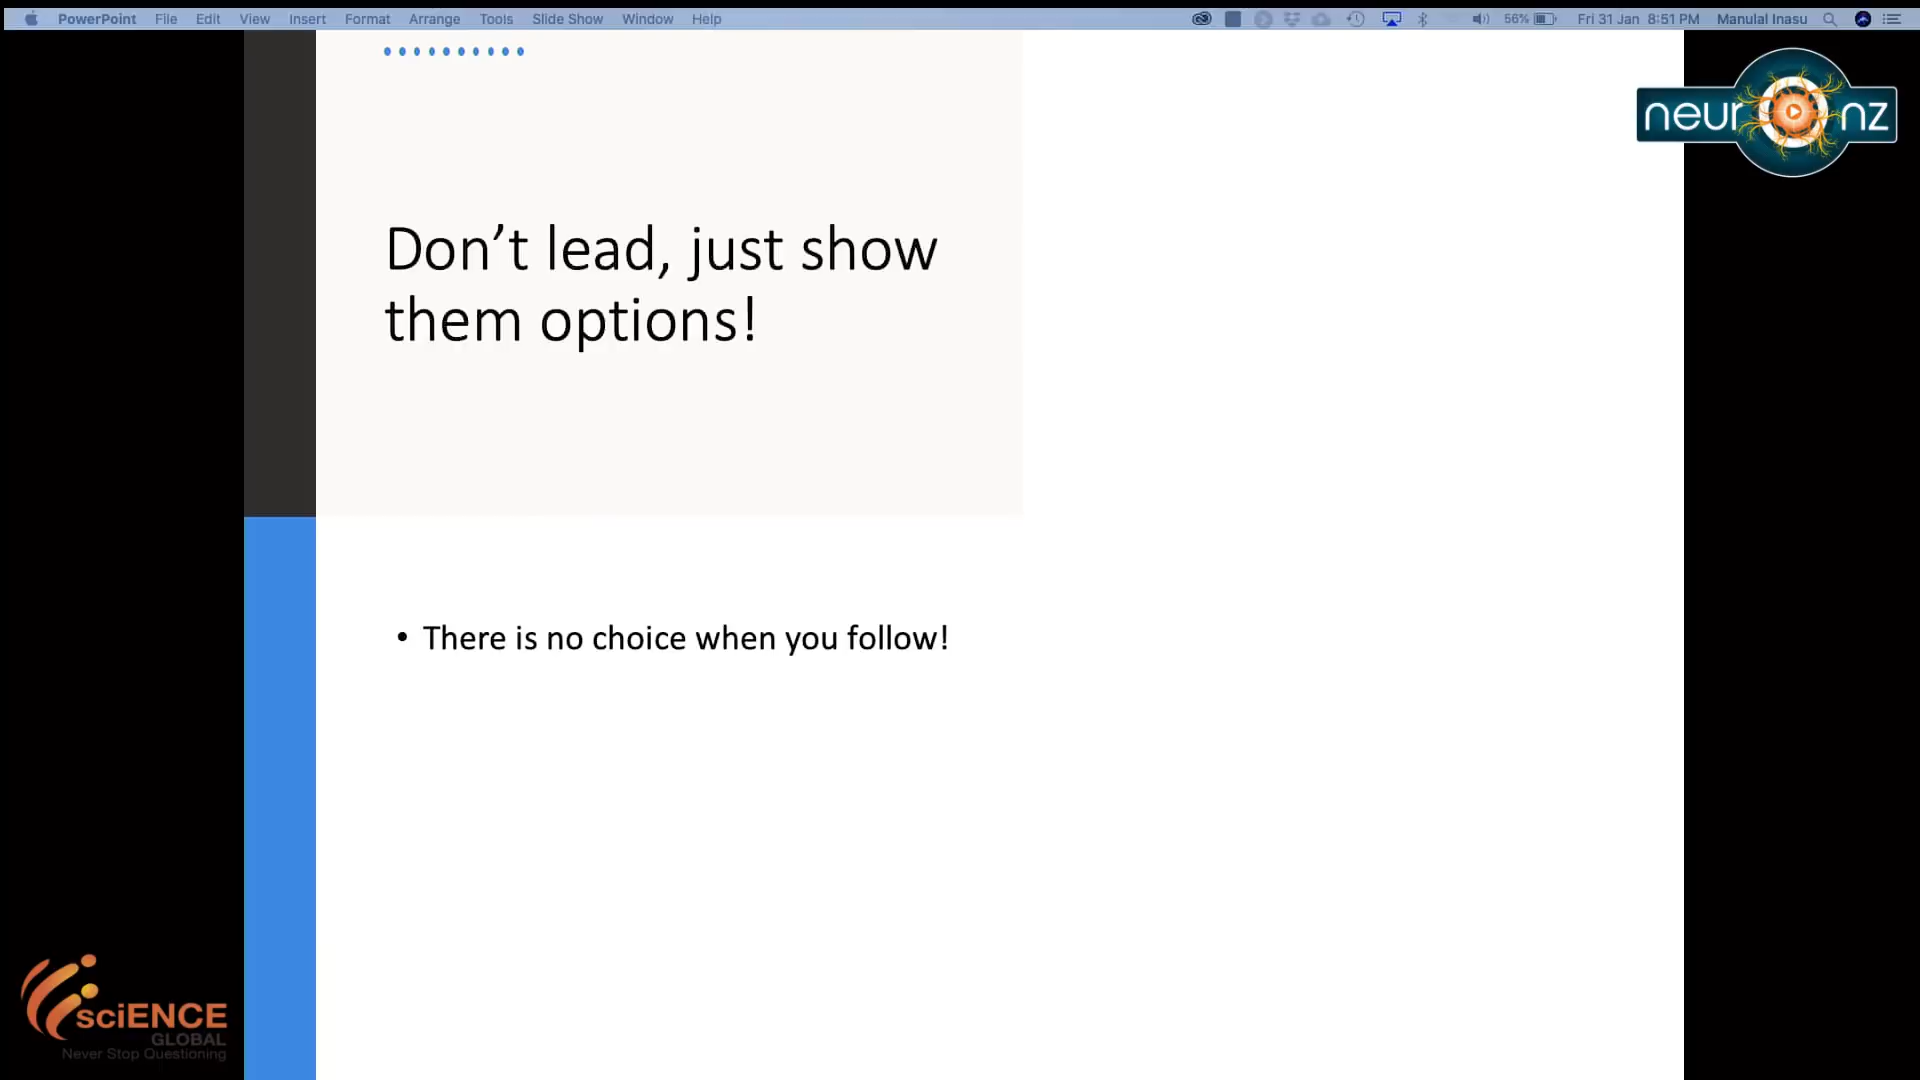 PowerPoint File Edit View Insert Format Arrange Tools Slide Show Window Help 56% Fri 31 Jan 8:51 PM Manulal Inasu
neuronz
Don’t lead, just show
them options!
• There is no choice when you follow!
sciENCE
GLOBAL
Never Stop Questioning